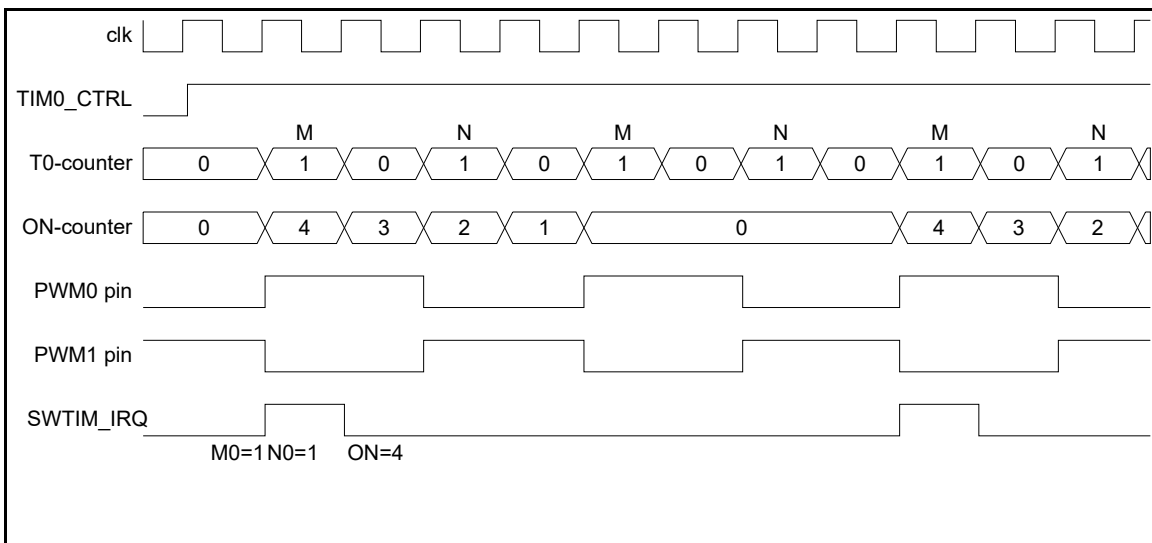 clk
TIM0_CTRL
M N M N M N
T0-counter 0 1 0 1 0 1 0 1 0 1 0 1
ON-counter 0 4 3 2 1 0 4 3 2
PWM0 pin
PWM1 pin
SWTIM_IRQ
M0=1 N0=1 ON=4